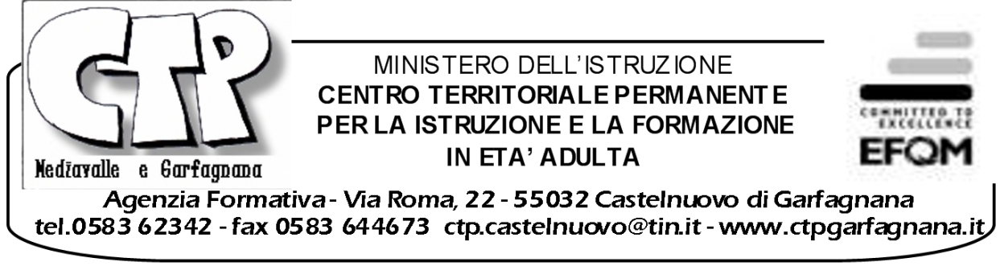 CTP
Mediavalle e Garfagnana
MINISTERO DELL'ISTRUZIONE
CENTRO TERRITORIALE PERMANENTE
PER LA ISTRUZIONE E LA FORMAZIONE
IN ETA' ADULTA
COMMITTED TO
EXCELLENCE
EFQM
Agenzia Formativa - Via Roma, 22 - 55032 Castelnuovo di Garfagnana
tel.0583 62342 - fax 0583 644673 ctp.castelnuovo@tin.it - www.ctpgarfagnana.it